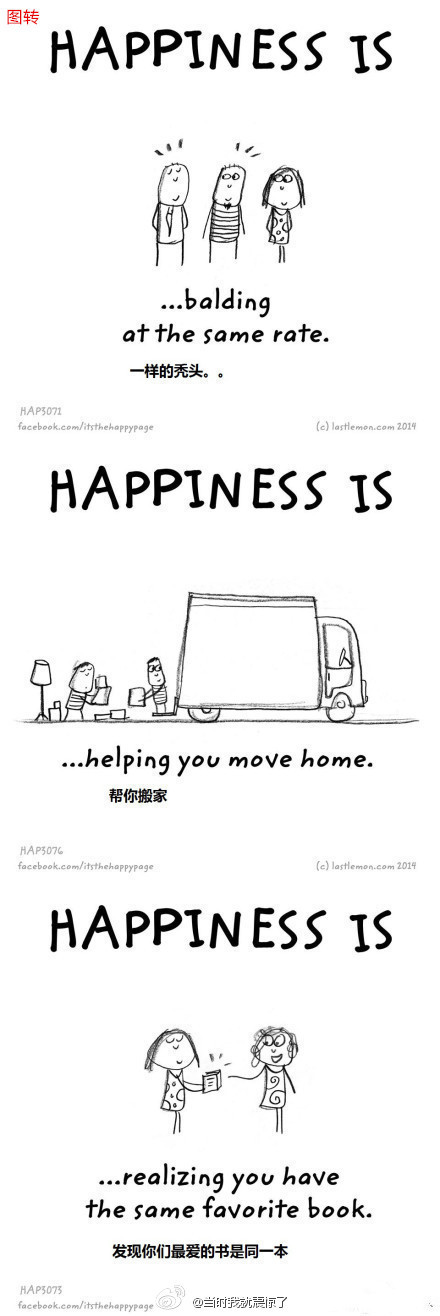 图转
HAPPINESS IS
...balding
at the same rate.
一样的秃头。。
HAP3071
facebook.com/itsthehappypage
(c) lastlemon.com 2014
HAPPINESS IS
...helping you move home.
帮你搬家
HAP3076
facebook.com/itsthehappypage
(c) lastlemon.com 2014
HAPPINESS IS
...realizing you have
the same favorite book.
发现你们最爱的书是同一本
HAP3073
facebook.com/itsthehappypage
@当时我就震惊了